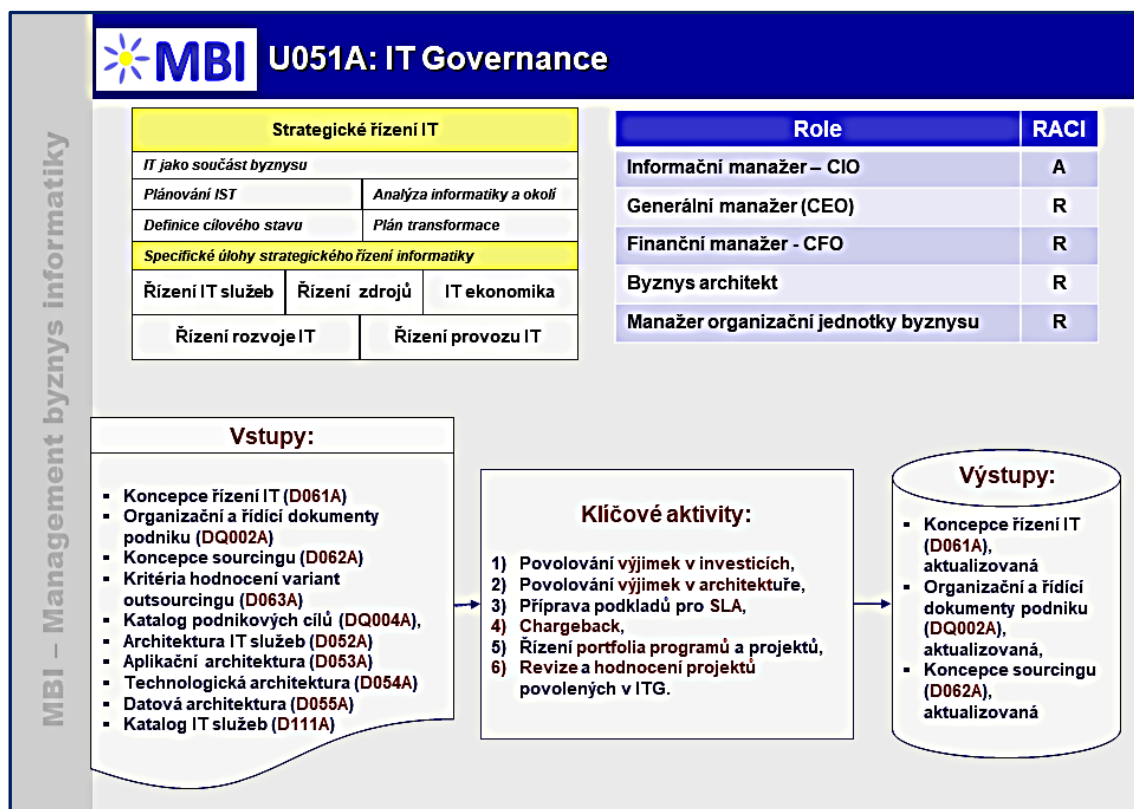 MBI U051A: IT Governance
MBI – Management byznys informatiky
Strategické řízení IT
IT jako součást byznysu
Plánování IST
Analýza informatiky a okolí
Definice cílového stavu
Plán transformace
Specifické úlohy strategického řízení informatiky
Řízení IT služeb
Řízení zdrojů
IT ekonomika
Řízení rozvoje IT
Řízení provozu IT
Role RACI
Informační manažer – CIO A
Generální manažer (CEO) R
Finanční manažer - CFO R
Byznys architekt R
Manažer organizační jednotky byznysu R
Vstupy:
▪ Koncepce řízení IT (D061A)
▪ Organizační a řídící dokumenty
podniku (DQ002A)
▪ Koncepce sourcingu (D062A)
▪ Kritéria hodnocení variant
outsourcingu (D063A)
▪ Katalog podnikových cílů (DQ004A),
▪ Architektura IT služeb (D052A)
▪ Aplikační architektura (D053A)
▪ Technologická architektura (D054A)
▪ Datová architektura (D055A)
▪ Katalog IT služeb (D111A)
Klíčové aktivity:
1) Povolování výjimek v investicích,
2) Povolování výjimek v architektuře,
3) Příprava podkladů pro SLA,
4) Chargeback,
5) Řízení portfolia programů a projektů,
6) Revize a hodnocení projektů
povolených v ITG.
Výstupy:
▪ Koncepce řízení IT
(D061A),
aktualizovaná
▪ Organizační a řídící
dokumenty podniku
(DQ002A),
aktualizovaná,
▪ Koncepce sourcingu
(D062A),
aktualizovaná